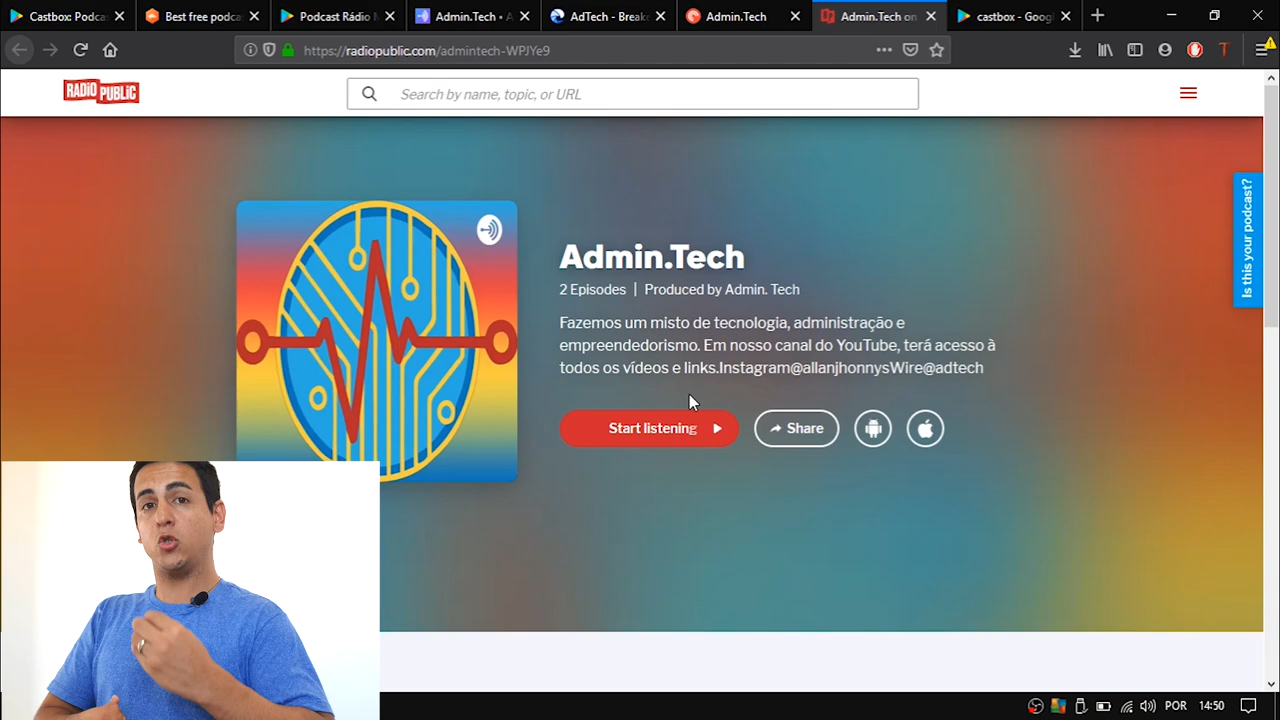 Castbox Podca
Best free podca
Podcast Rádio M
Admin.Tech • A
AdTech - Breake
Admin.Tech
Admin.Tech on
castbox - Goog
https://radiopublic.com/admintech-WPJYe9
RADIO PUBLIC
Search by name, topic, or URL
Is this your podcast?
Admin.Tech
2 Episodes | Produced by Admin. Tech
Fazemos um misto de tecnologia, administração e
empreendedorismo. Em nosso canal do YouTube, terá acesso à
todos os vídeos e links.Instagram@allanjhonnysWire@adtech
Start listening
Share
POR
14:50